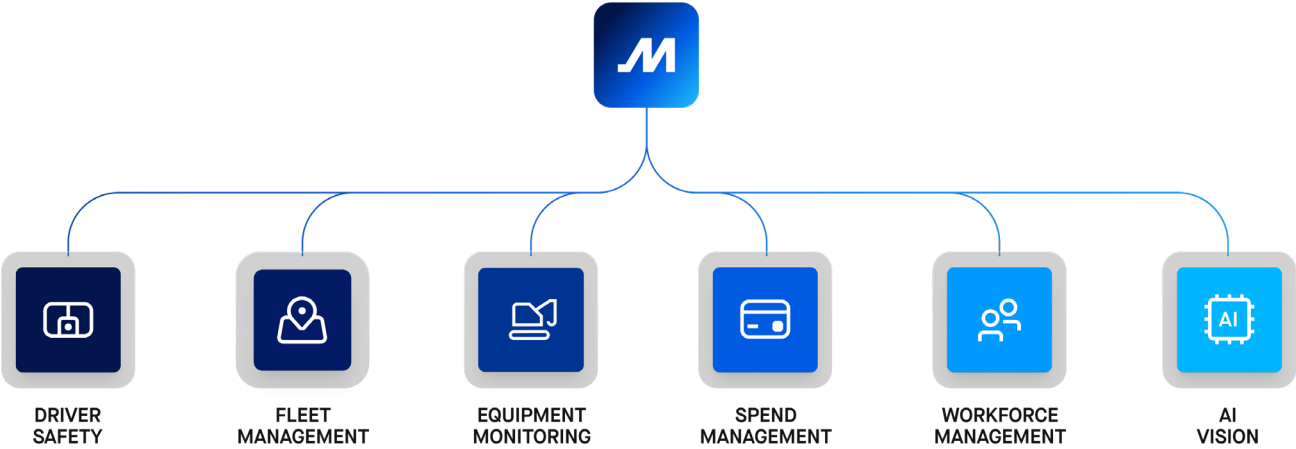 M
DRIVER
SAFETY
FLEET
MANAGEMENT
EQUIPMENT
MONITORING
SPEND
MANAGEMENT
WORKFORCE
MANAGEMENT
AI
AI
VISION